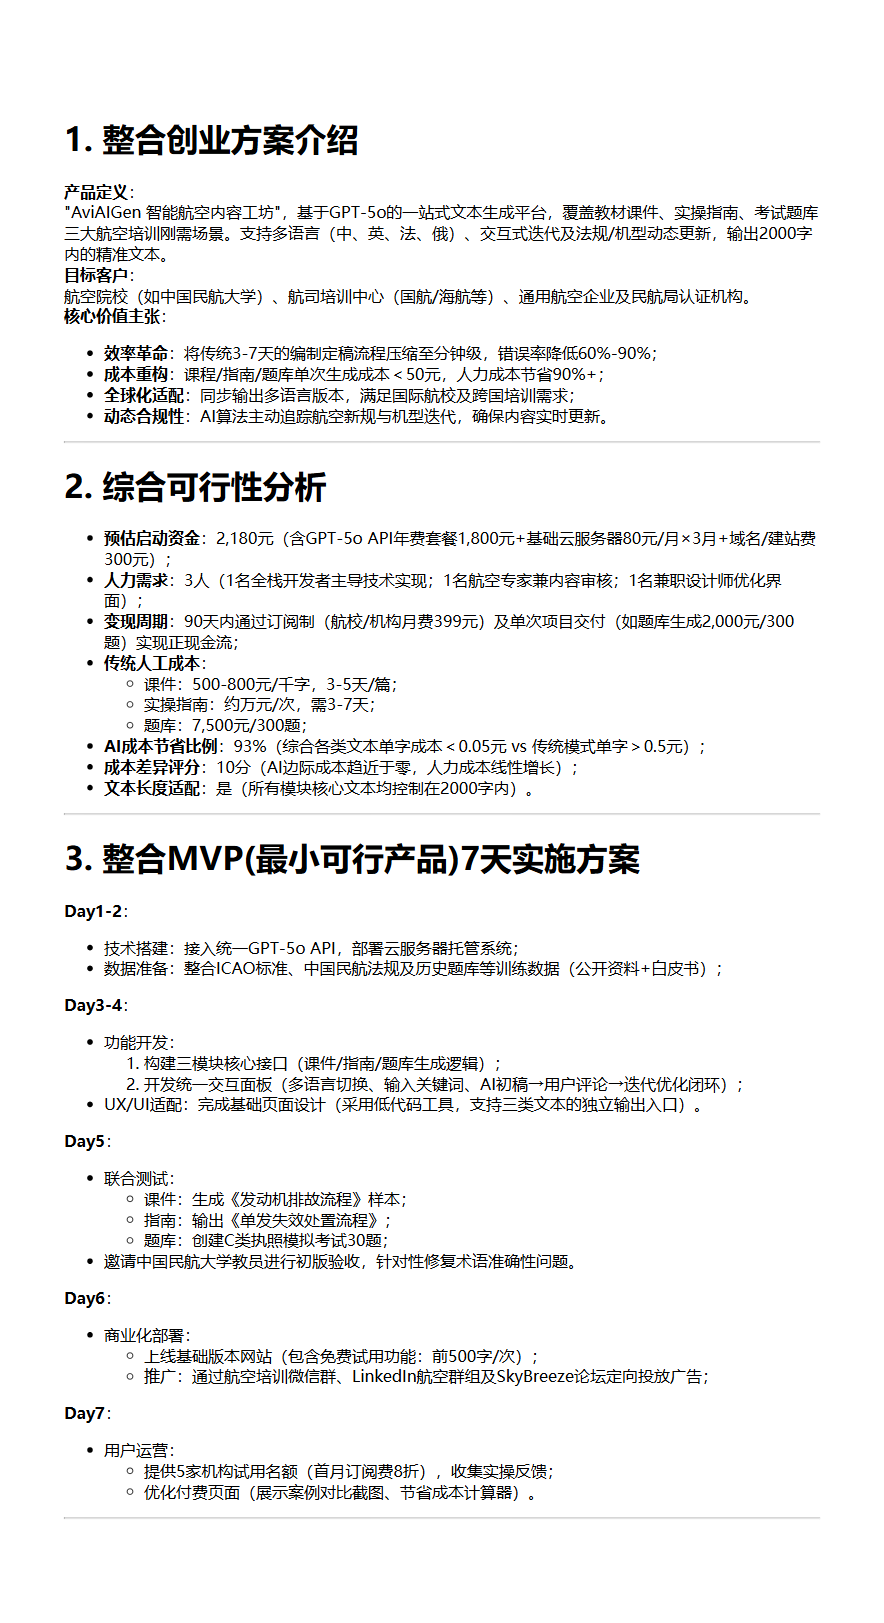 1. 整合创业方案介绍
产品定义：
"AviAIGen 智能航空内容工坊"，基于GPT-5o的一站式文本生成平台，覆盖教材课件、实操指南、考试题库
三大航空培训刚需场景。支持多语言（中、英、法、俄）、交互式迭代及法规/机型动态更新，输出2000字
内的精准文本。
目标客户：
航空院校（如中国民航大学）、航司培训中心（国航/海航等）、通用航空企业及民航局认证机构。
核心价值主张：
• 效率革命：将传统3-7天的编制定稿流程压缩至分钟级，错误率降低60%-90%；
• 成本重构：课程/指南/题库单次生成成本＜50元，人力成本节省90%+；
• 全球化适配：同步输出多语言版本，满足国际航校及跨国培训需求；
• 动态合规性：AI算法主动追踪航空新规与机型迭代，确保内容实时更新。
2. 综合可行性分析
• 预估启动资金：2,180元（含GPT-5o API年费套餐1,800元+基础云服务器80元/月×3月+域名/建站费
300元）；
• 人力需求：3人（1名全栈开发者主导技术实现；1名航空专家兼内容审核；1名兼职设计师优化界
面）；
• 变现周期：90天内通过订阅制（航校/机构月费399元）及单次项目交付（如题库生成2,000元/300
题）实现正现金流；
• 传统人工成本：
◦ 课件：500-800元/千字，3-5天/篇；
◦ 实操指南：约万元/次，需3-7天；
◦ 题库：7,500元/300题；
• AI成本节省比例：93%（综合各类文本单字成本＜0.05元 vs 传统模式单字＞0.5元）；
• 成本差异评分：10分（AI边际成本趋近于零，人力成本线性增长）；
• 文本长度适配：是（所有模块核心文本均控制在2000字内）。
3. 整合MVP(最小可行产品)7天实施方案
Day1-2：
• 技术搭建：接入统一GPT-5o API，部署云服务器托管系统；
• 数据准备：整合ICAO标准、中国民航法规及历史题库等训练数据（公开资料+白皮书）；
Day3-4：
• 功能开发：
1. 构建三模块核心接口（课件/指南/题库生成逻辑）；
2. 开发统一交互面板（多语言切换、输入关键词、AI初稿→用户评论→迭代优化闭环）；
• UX/UI适配：完成基础页面设计（采用低代码工具，支持三类文本的独立输出入口）。
Day5：
• 联合测试：
◦ 课件：生成《发动机排故流程》样本；
◦ 指南：输出《单发失效处置流程》；
◦ 题库：创建C类执照模拟考试30题；
• 邀请中国民航大学教员进行初版验收，针对性修复术语准确性问题。
Day6：
• 商业化部署：
◦ 上线基础版本网站（包含免费试用功能：前500字/次）；
◦ 推广：通过航空培训微信群、LinkedIn航空群组及SkyBreeze论坛定向投放广告；
Day7：
• 用户运营：
◦ 提供5家机构试用名额（首月订阅费8折），收集实操反馈；
◦ 优化付费页面（展示案例对比截图、节省成本计算器）。